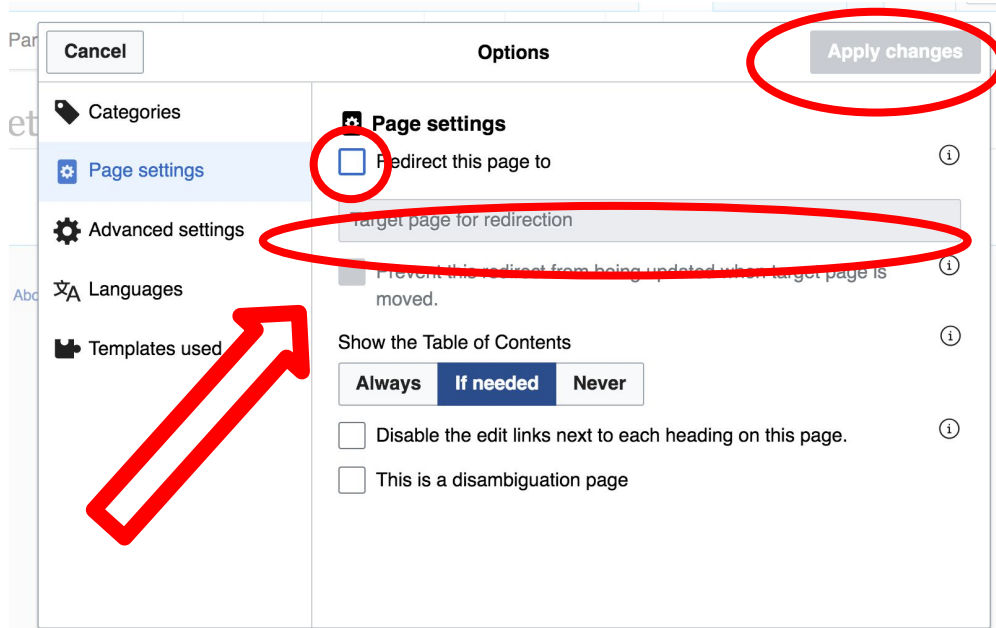 Par
Cancel
Options
Apply changes
et
Categories
Page settings
Advanced settings
Abo
Languages
Templates used
Page settings
Redirect this page to
Target page for redirection
Prevent this redirect from being updated when target page is
moved.
Show the Table of Contents
Always If needed Never
Disable the edit links next to each heading on this page.
This is a disambiguation page